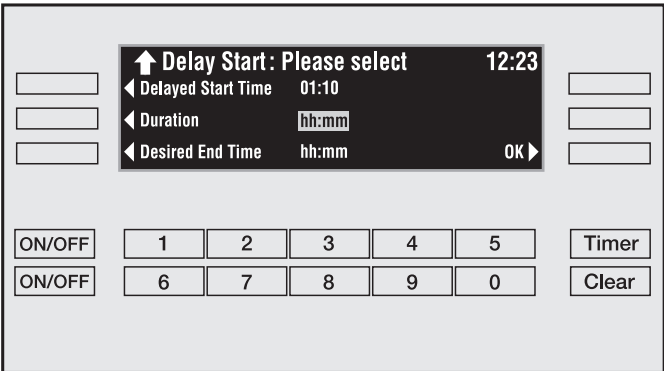 Delay Start: Please select 12:23
Delayed Start Time 01:10
Duration hh:mm
Desired End Time hh:mm OK
ON/OFF 1 2 3 4 5 Timer
ON/OFF 6 7 8 9 0 Clear